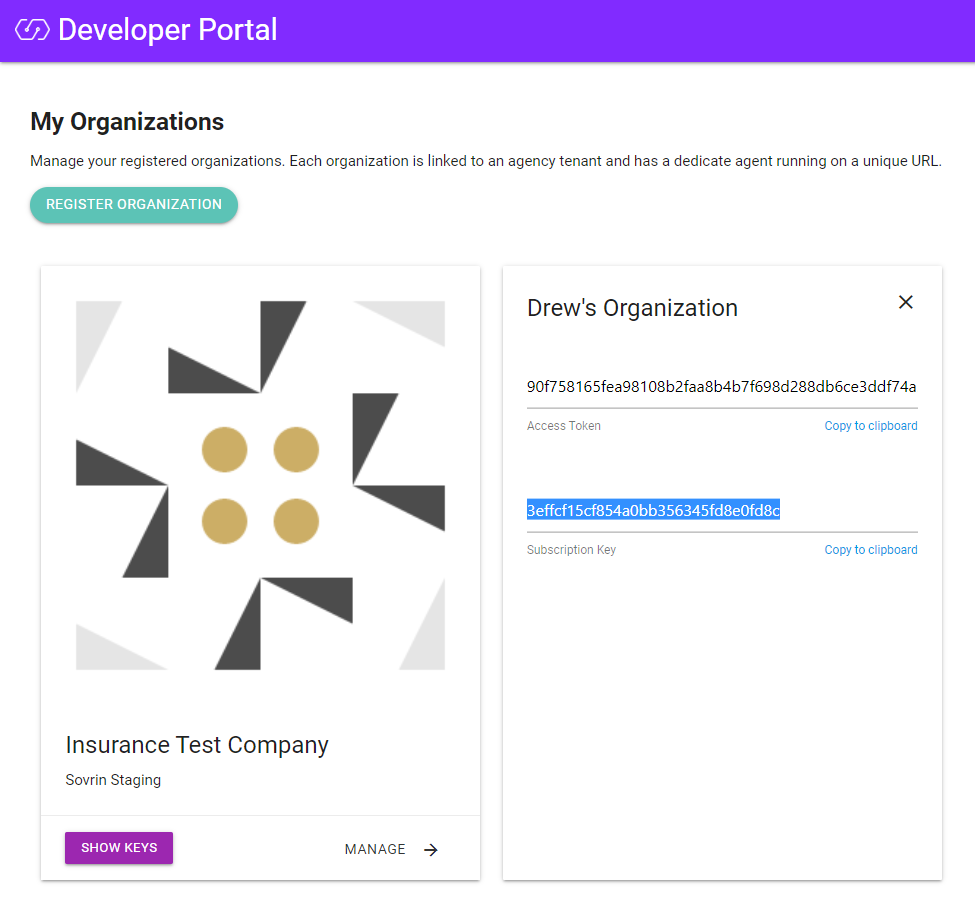 Developer Portal
My Organizations
Manage your registered organizations. Each organization is linked to an agency tenant and has a dedicate agent running on a unique URL.
REGISTER ORGANIZATION
Insurance Test Company
Sovrin Staging
SHOW KEYS
MANAGE
Drew's Organization
90f758165fea98108b2faa8b4b7f698d288db6ce3ddf74a
Access Token
Copy to clipboard
3effcf15cf854a0bb356345fd8e0fd8c
Subscription Key
Copy to clipboard